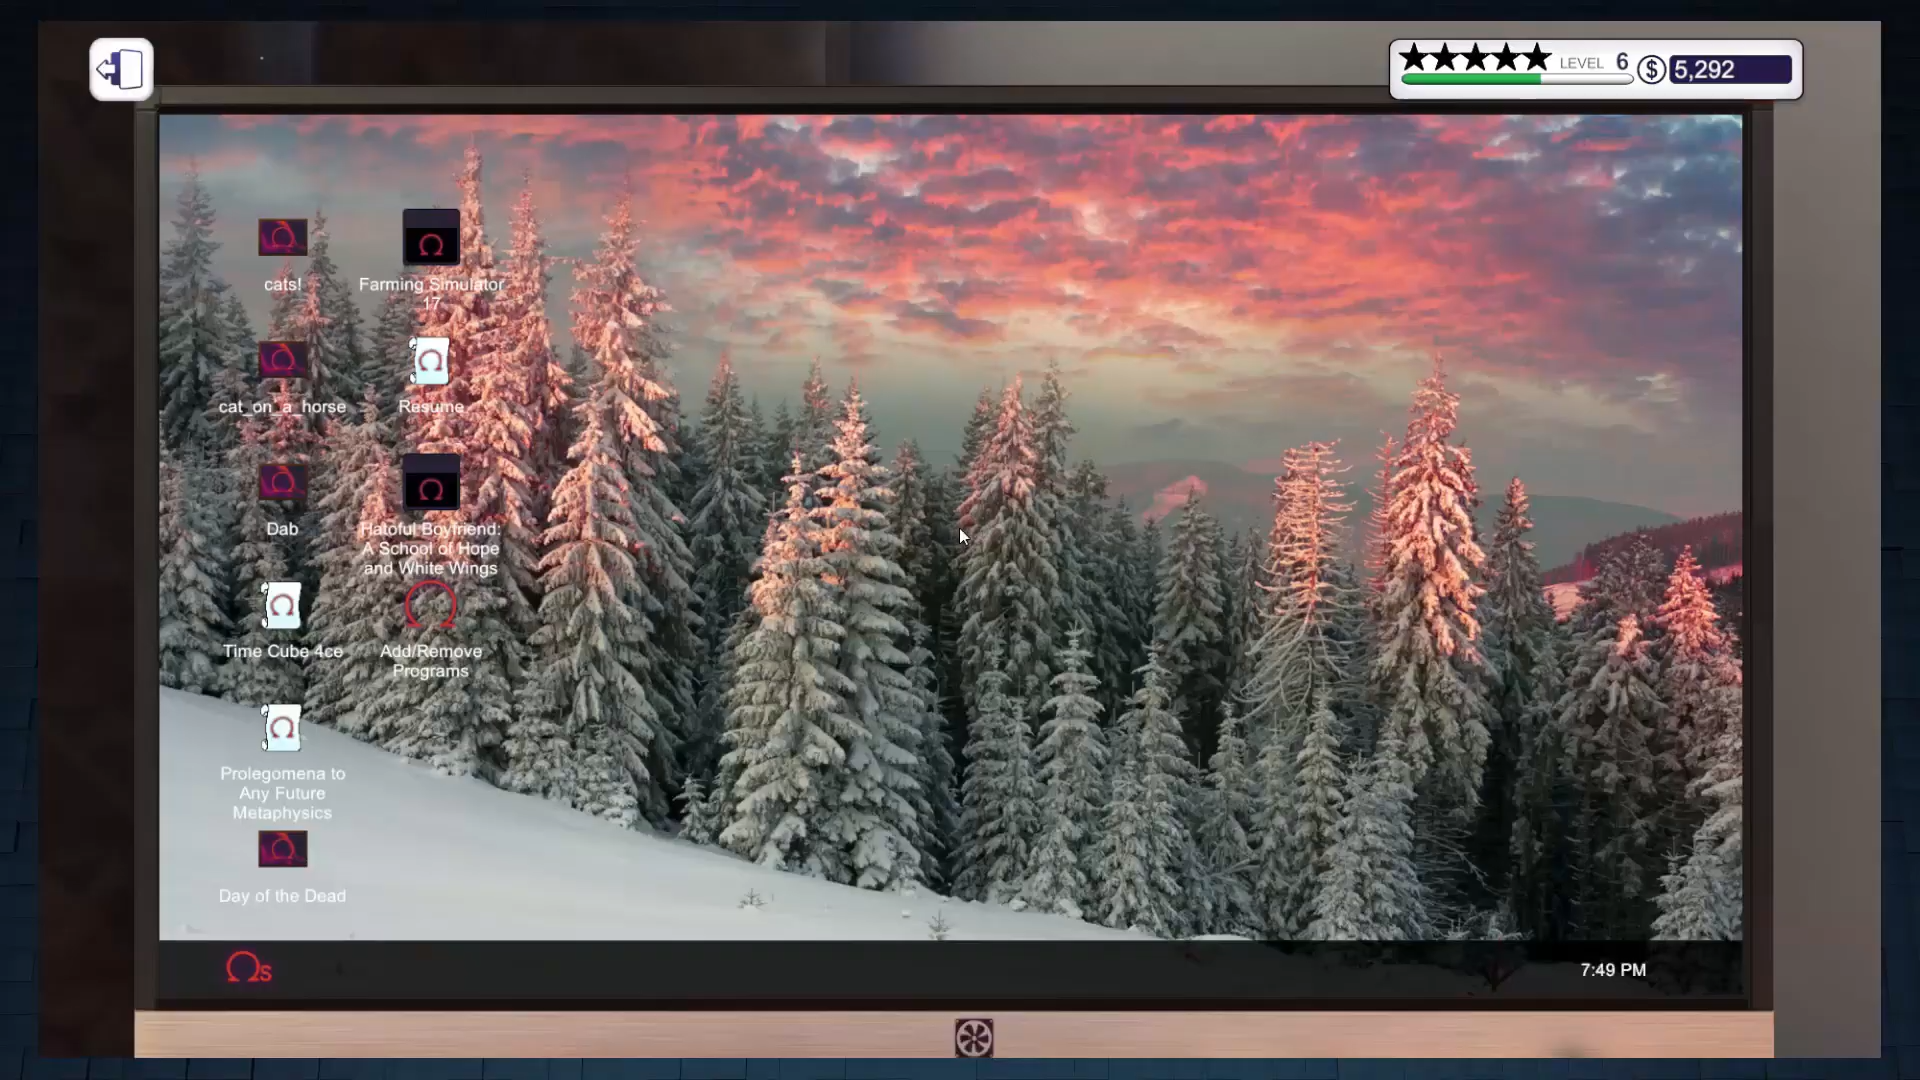 LEVEL 6
$ 5,292
cats!
Farming Simulator
17
cat_on_a_horse
Resume
Dab
Hatoful Boyfriend:
A School of Hope
and White Wings
Time Cube 4ce
Add/Remove
Programs
Prolegomena to
Any Future
Metaphysics
Day of the Dead
Ωs
7:49 PM